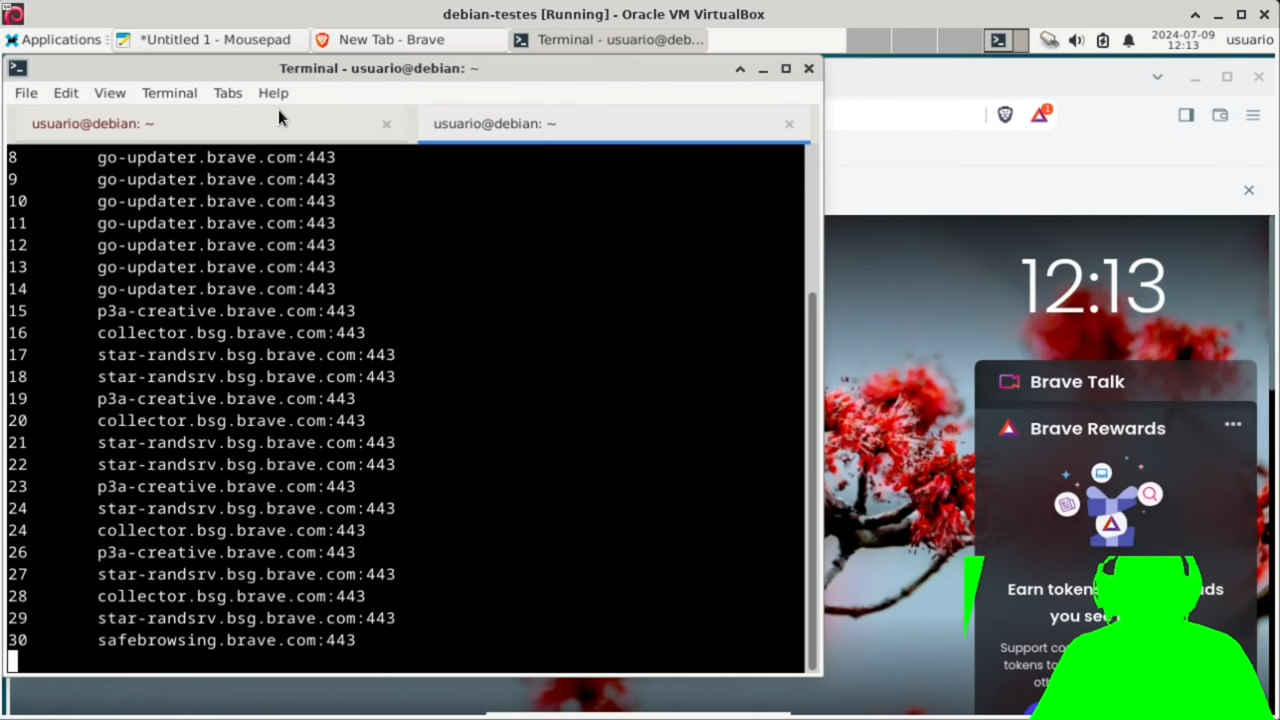 debian-testes [Running] - Oracle VM VirtualBox
Applications
*Untitled 1 - Mousepad
New Tab - Brave
Terminal - usuario@deb...
2024-07-09
12:13
usuario
Terminal - usuario@debian: ~
File Edit View Terminal Tabs Help
usuario@debian: ~
usuario@debian: ~
8 go-updater.brave.com:443
9 go-updater.brave.com:443
10 go-updater.brave.com:443
11 go-updater.brave.com:443
12 go-updater.brave.com:443
13 go-updater.brave.com:443
14 go-updater.brave.com:443
15 p3a-creative.brave.com:443
16 collector.bsg.brave.com:443
17 star-randsrv.bsg.brave.com:443
18 star-randsrv.bsg.brave.com:443
19 p3a-creative.brave.com:443
20 collector.bsg.brave.com:443
21 star-randsrv.bsg.brave.com:443
22 star-randsrv.bsg.brave.com:443
23 p3a-creative.brave.com:443
24 star-randsrv.bsg.brave.com:443
24 collector.bsg.brave.com:443
26 p3a-creative.brave.com:443
27 star-randsrv.bsg.brave.com:443
28 collector.bsg.brave.com:443
29 star-randsrv.bsg.brave.com:443
30 safebrowsing.brave.com:443
1
12:13
Brave Talk
Brave Rewards
Earn
you
Support
tokens